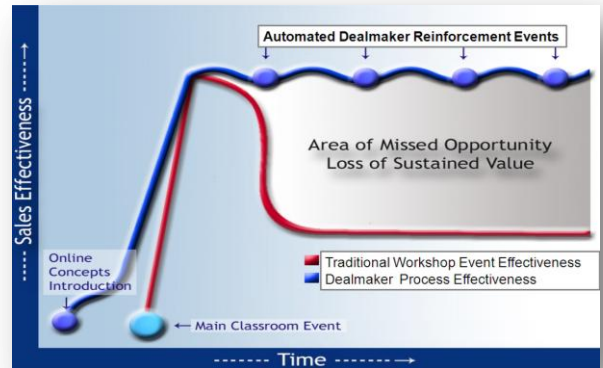 Automated Dealmaker Reinforcement Events
Area of Missed Opportunity
Loss of Sustained Value
----- Sales Effectiveness ----→
Online
Concepts
Introduction
Traditional Workshop Event Effectiveness
Dealmaker Process Effectiveness
Main Classroom Event
------- Time -------→